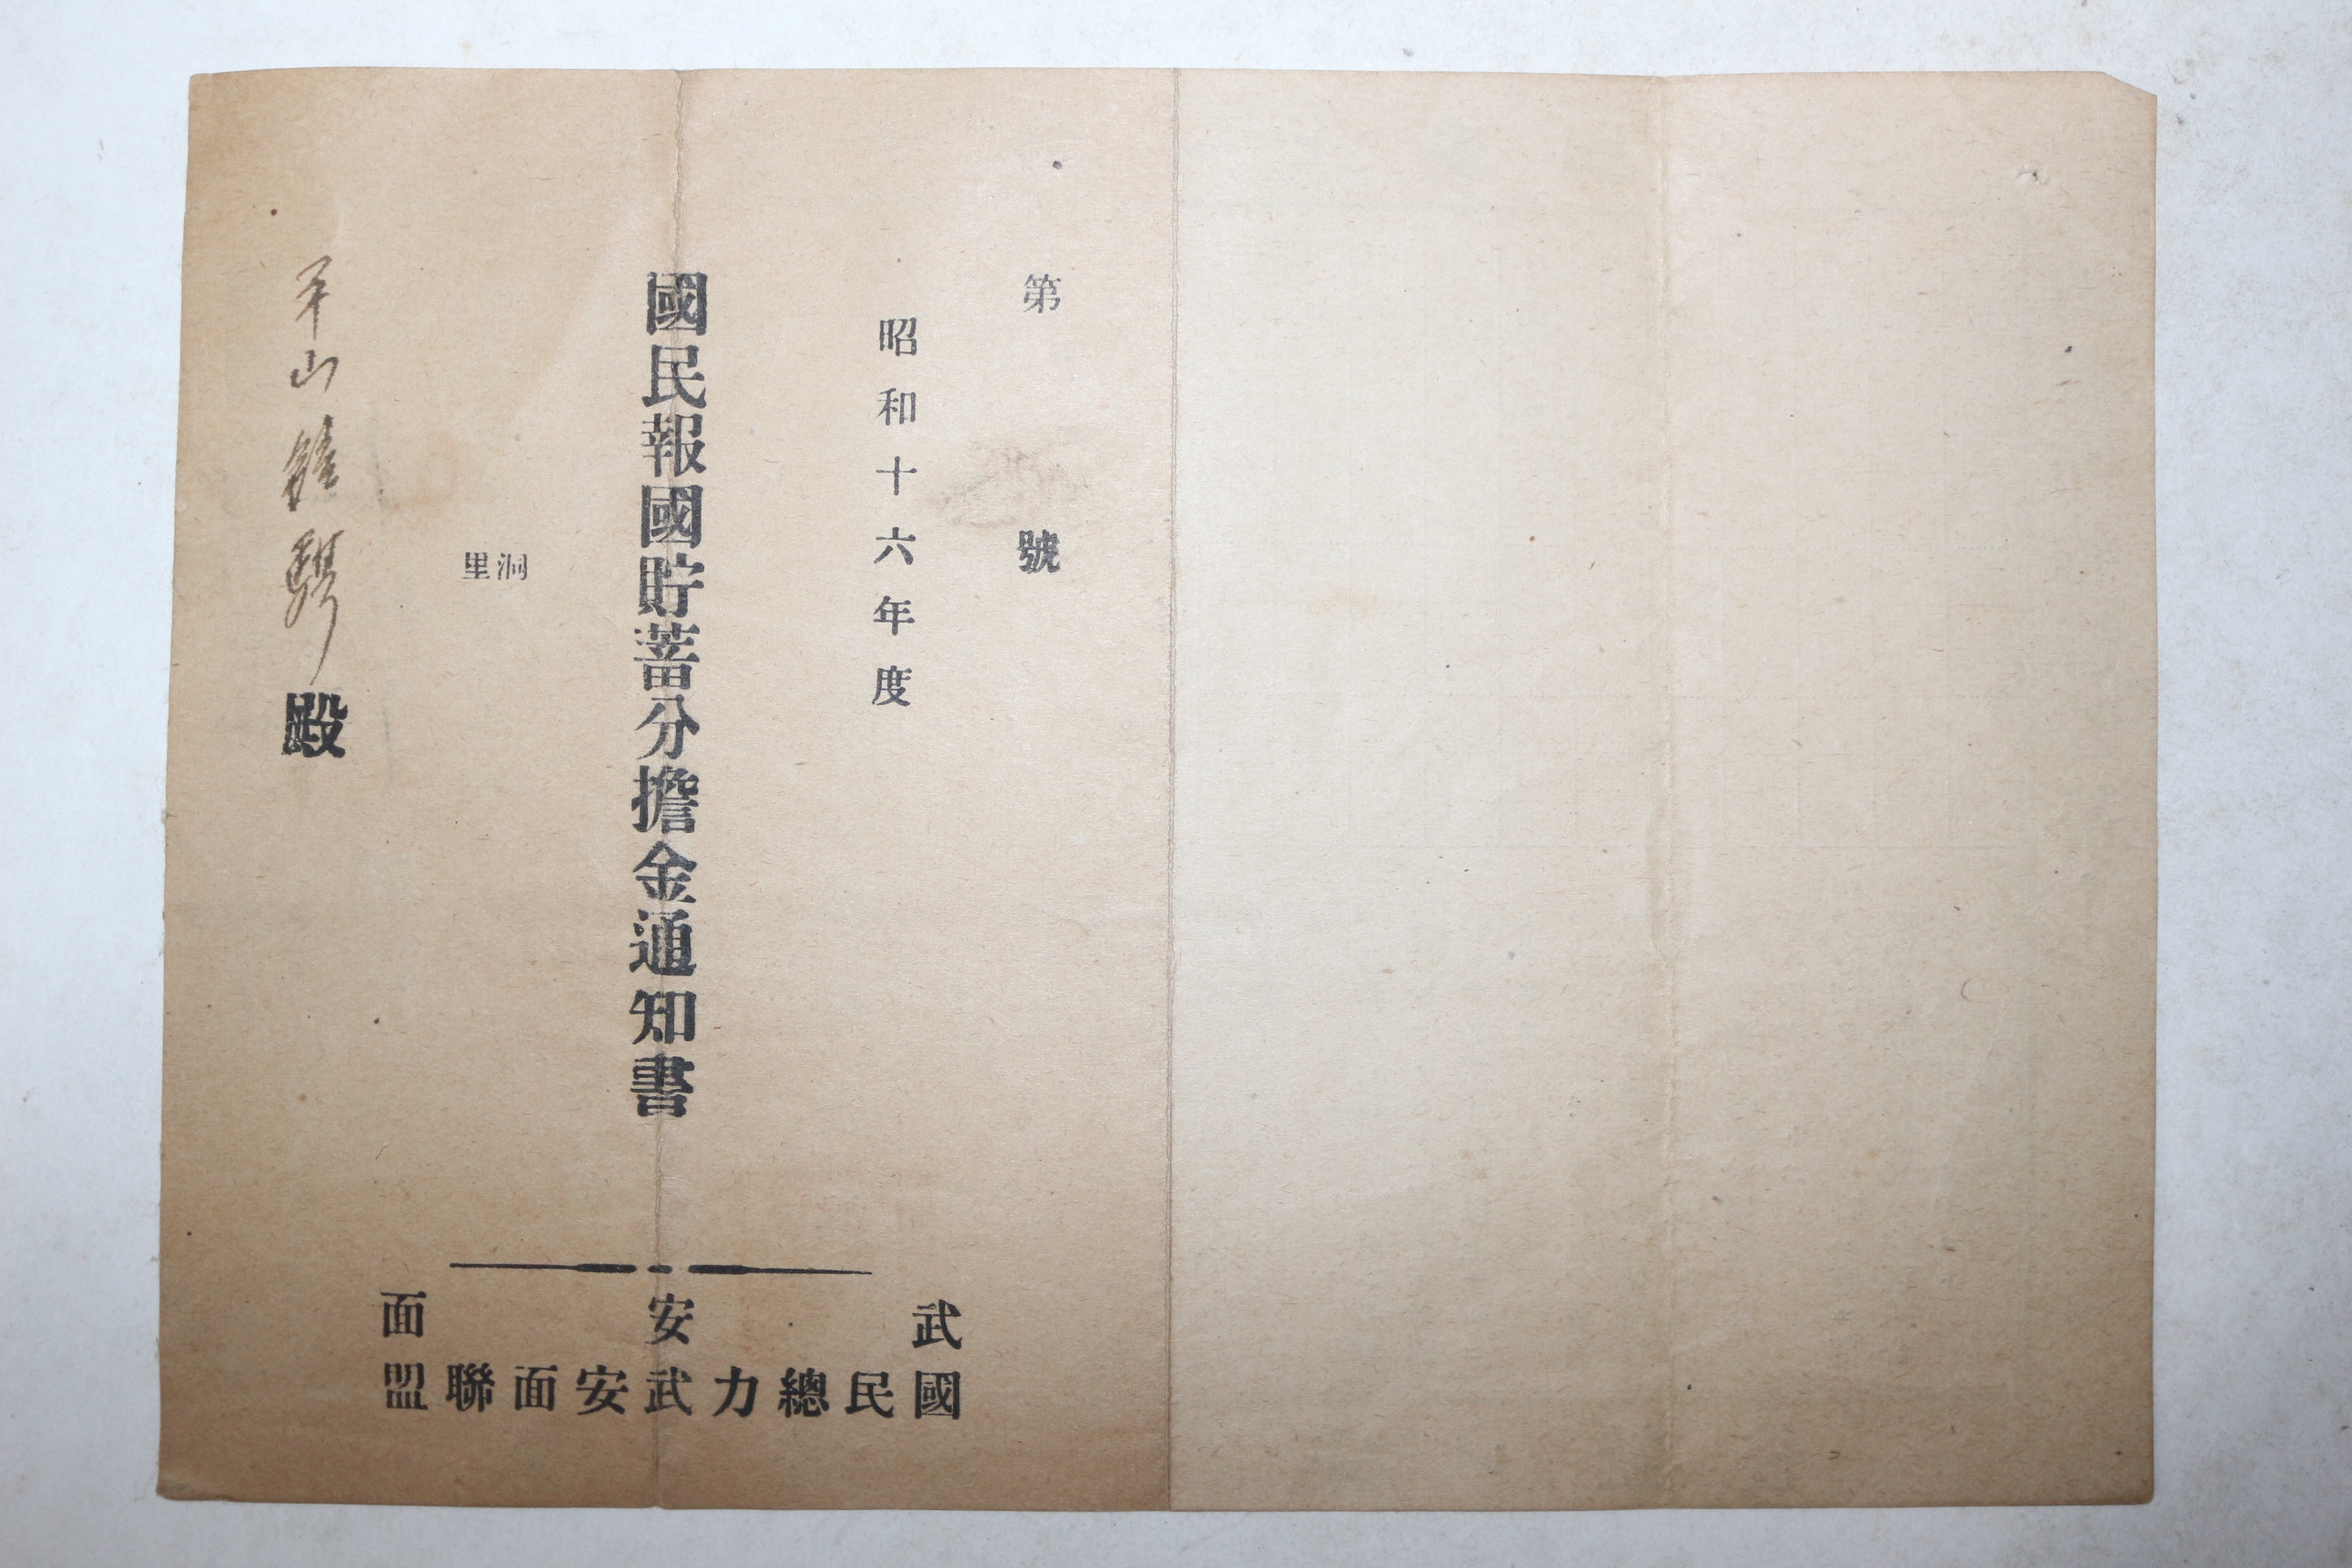 第 號
昭和十六年度
國民報國貯蓄分擔金通知書
洞里
平山鍾 殿
武安面
國民總力武安面聯盟